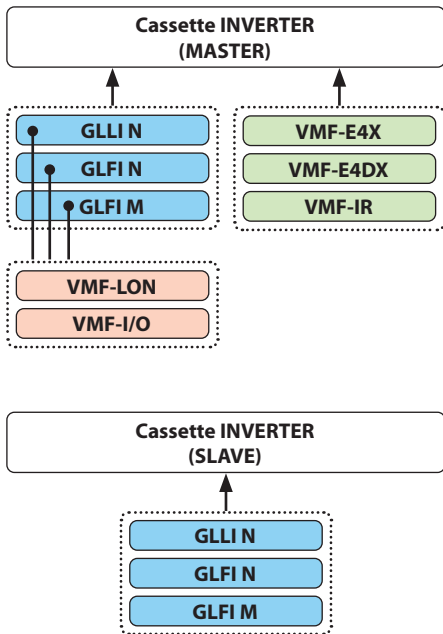 Cassette INVERTER
(MASTER)
GLLI N
GLFI N
GLFI M
VMF-E4X
VMF-E4DX
VMF-IR
VMF-LON
VMF-I/O
Cassette INVERTER
(SLAVE)
GLLI N
GLFI N
GLFI M